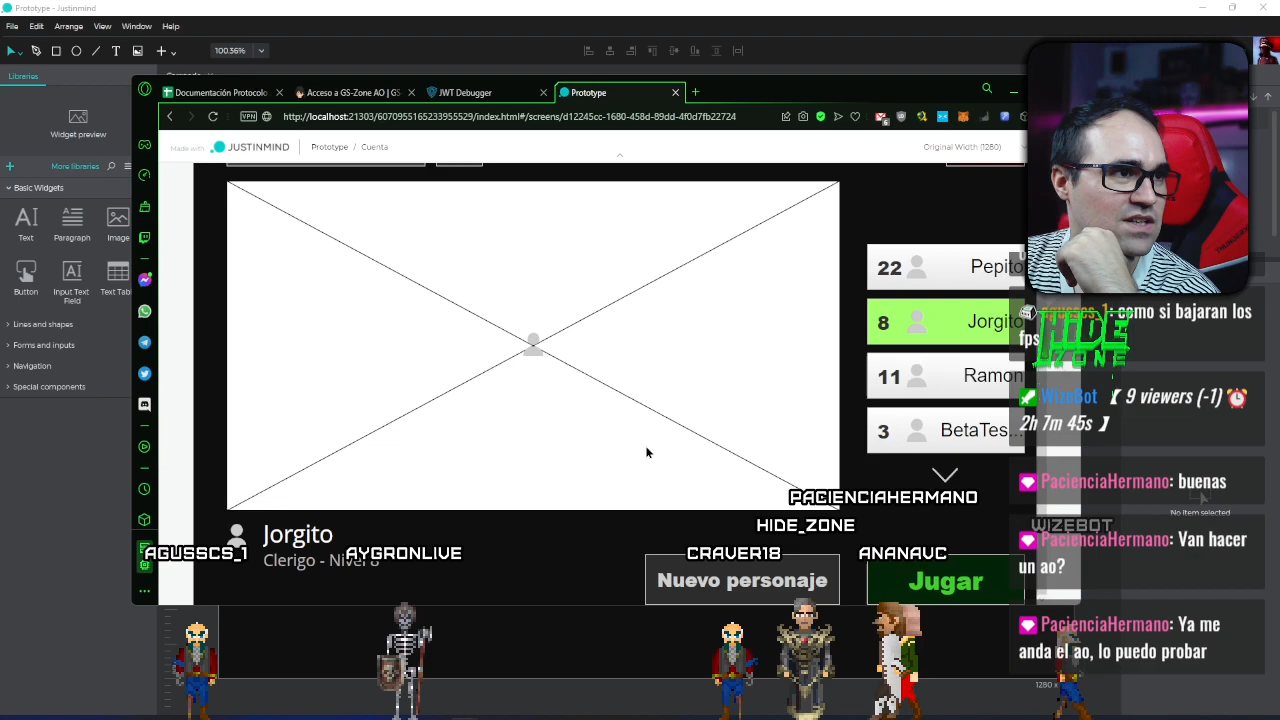 Prototype - Justinmind
File Edit Arrange View Window Help
100.36%
Libraries
Widget preview
More libraries
Basic Widgets
Text Paragraph Image
Button Input Text Field Text Tab
Lines and shapes
Forms and inputs
Navigation
Special components
Documentación Protocolo
Acceso a GS-Zone AO | GS
JWT Debugger
Prototype
VPN
http://localhost:21303/6070955165233955529/index.html#/screens/d12245cc-1680-458d-89dd-4f0d7fb22724
Made with JUSTINMIND Prototype / Cuenta
Original Width (1280)
22 Pepito
8 Jorgito
11 Ramon
3 BetaTes...
Jorgito
Clerigo - Nivel 8
Nuevo personaje
Jugar
PACIENCIAHERMANO
HIDE_ZONE
WIZEBOT
AGUSSCS_1
AYGRONLIVE
CRAVER18
ANANAVC
HIDE
ZONE
agusscs_1: como si bajaran los
fps
WizeBot 【 9 viewers (-1) ⏰
2h 7m 45s 】
PacienciaHermano: buenas
No item selected
PacienciaHermano: Van hacer
un ao?
PacienciaHermano: Ya me
anda el ao, lo puedo probar
1280 x